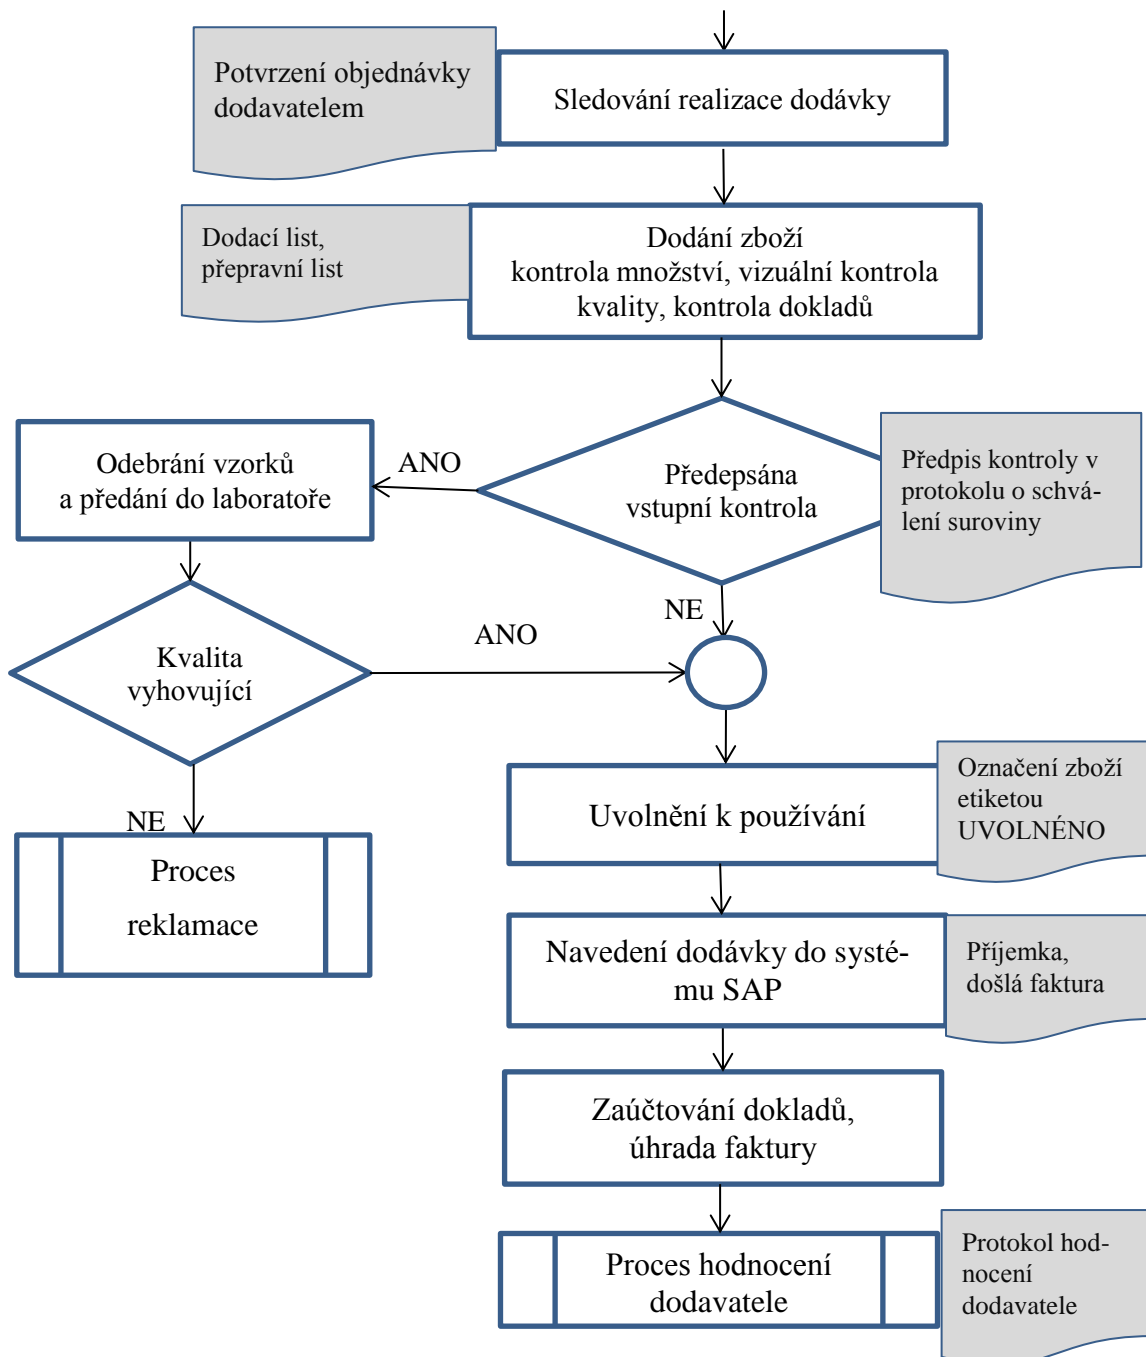 Potvrzení objednávky
dodavatelem
Sledování realizace dodávky
Dodací list,
přepravní list
Dodání zboží
kontrola množství, vizuální kontrola
kvality, kontrola dokladů
Odebrání vzorků
a předání do laboratoře
ANO
Předepsána
vstupní kontrola
Předpis kontroly v
protokolu o schvá-
lení suroviny
NE
ANO
Kvalita
vyhovující
NE
Proces
reklamace
Uvolnění k používání
Označení zboží
etiketou
UVOLNÉNO
Navedení dodávky do systé-
mu SAP
Příjemka,
došlá faktura
Zaúčtování dokladů,
úhrada faktury
Proces hodnocení
dodavatele
Protokol hod-
nocení
dodavatele